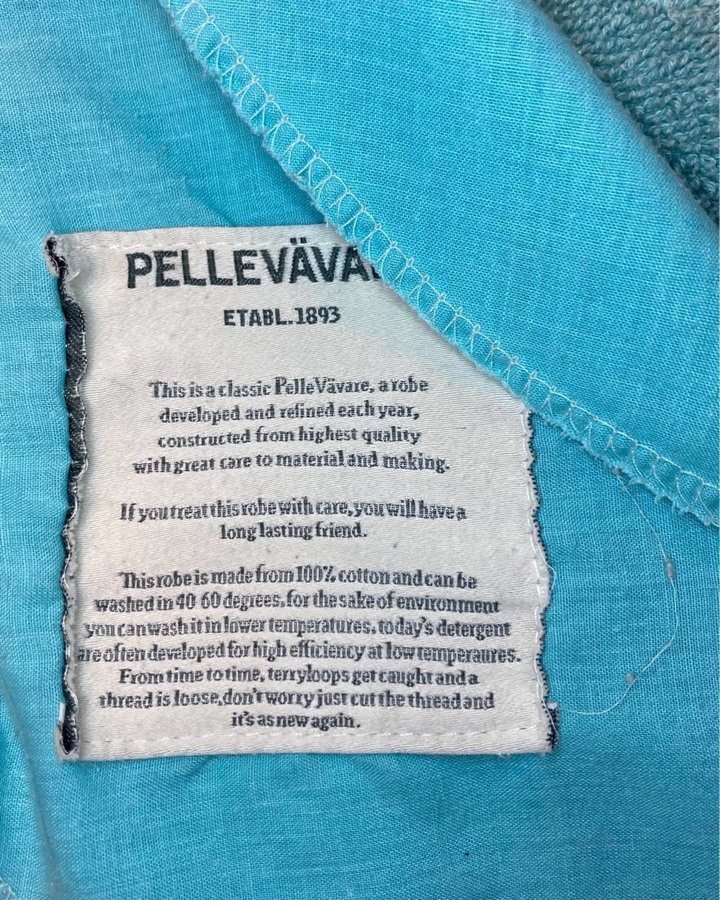 PELLEVÄVA
ETABL.1893
This is a classic PelleVävare, a robe
developed and refined each year,
constructed from highest quality
with great care to material and making.
If you treat this robe with care, you will have a
long lasting friend.
This robe is made from 100% cotton and can be
washed in 40 60 degrees, for the sake of environment
you can wash it in lower temperatures, today's detergent
are often developed for high efficiency at low temperaures.
From time to time, terryloops get caught and a
thread is loose, don't worry just cut the thread and
it's as new again.